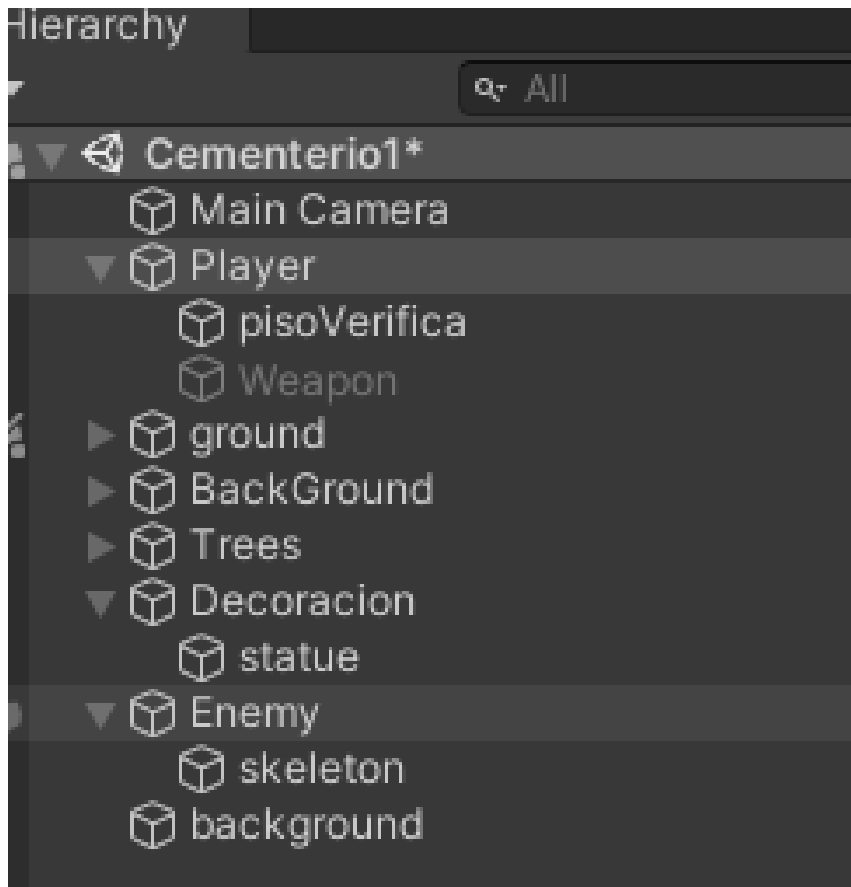 Hierarchy
All
Cementerio1*
Main Camera
Player
pisoVerifica
Weapon
ground
BackGround
Trees
Decoracion
statue
Enemy
skeleton
background